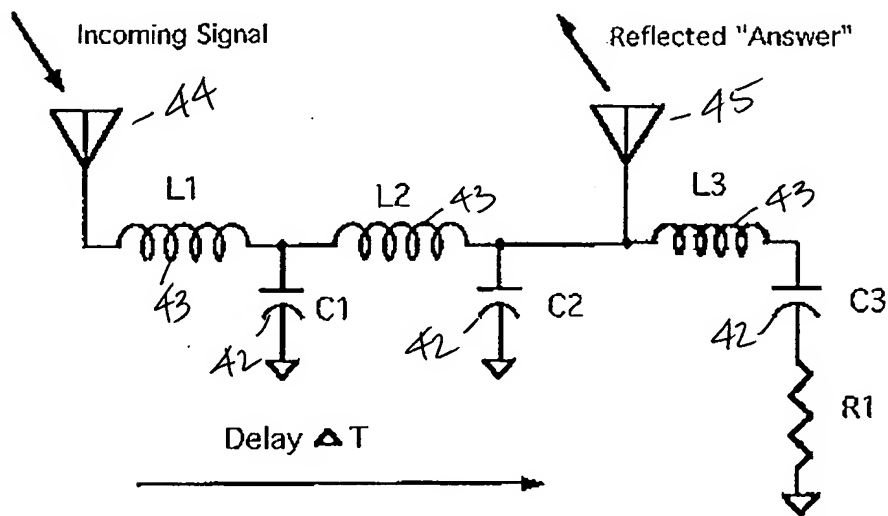 Incoming Signal
Reflected "Answer"
44
45
L1
L2
43
L3
43
43
C1
C2
C3
42
42
42
R1
Delay Δ T